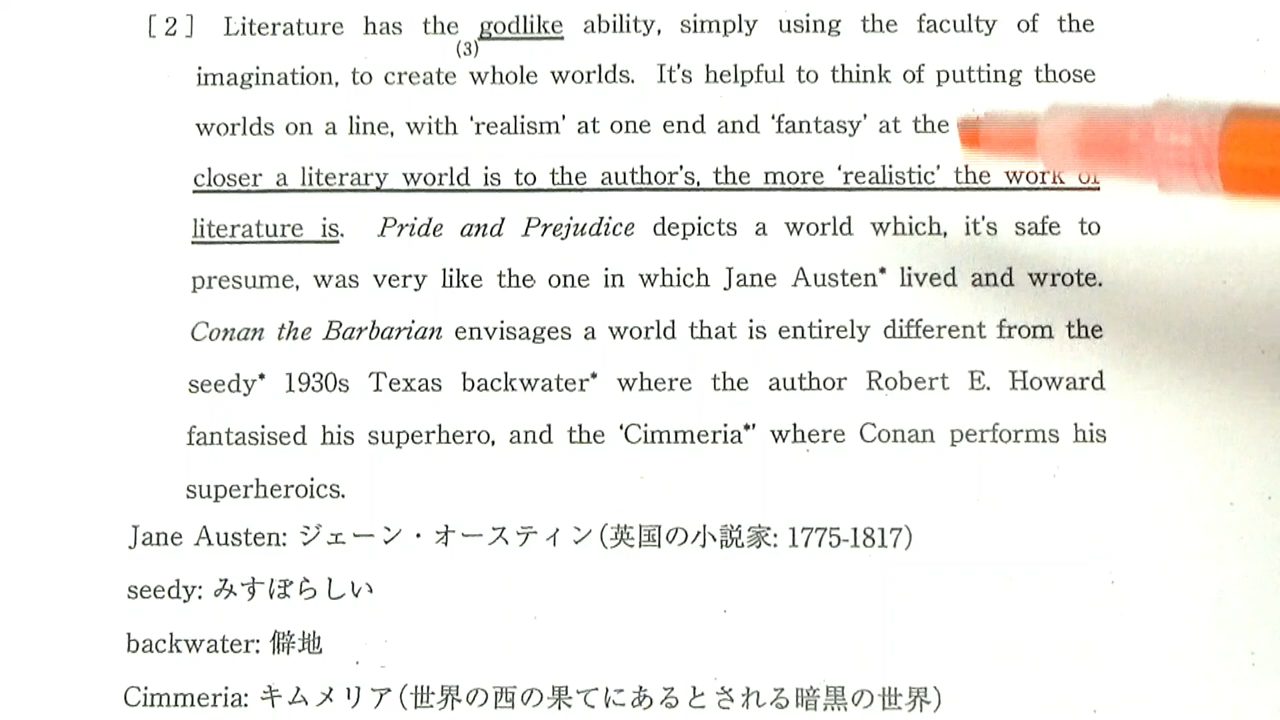 [2] Literature has the godlike ability, simply using the faculty of the
(3)
imagination, to create whole worlds. It's helpful to think of putting those
worlds on a line, with 'realism' at one end and 'fantasy' at the
closer a literary world is to the author's, the more 'realistic' the work of
literature is. Pride and Prejudice depicts a world which, it's safe to
presume, was very like the one in which Jane Austen* lived and wrote.
Conan the Barbarian envisages a world that is entirely different from the
seedy* 1930s Texas backwater* where the author Robert E. Howard
fantasised his superhero, and the 'Cimmeria*' where Conan performs his
superheroics.
Jane Austen: ジェーン・オースティン(英国の小説家: 1775-1817)
seedy: みすぼらしい
backwater: 僻地
Cimmeria: キムメリア(世界の西の果てにあるとされる暗黒の世界)